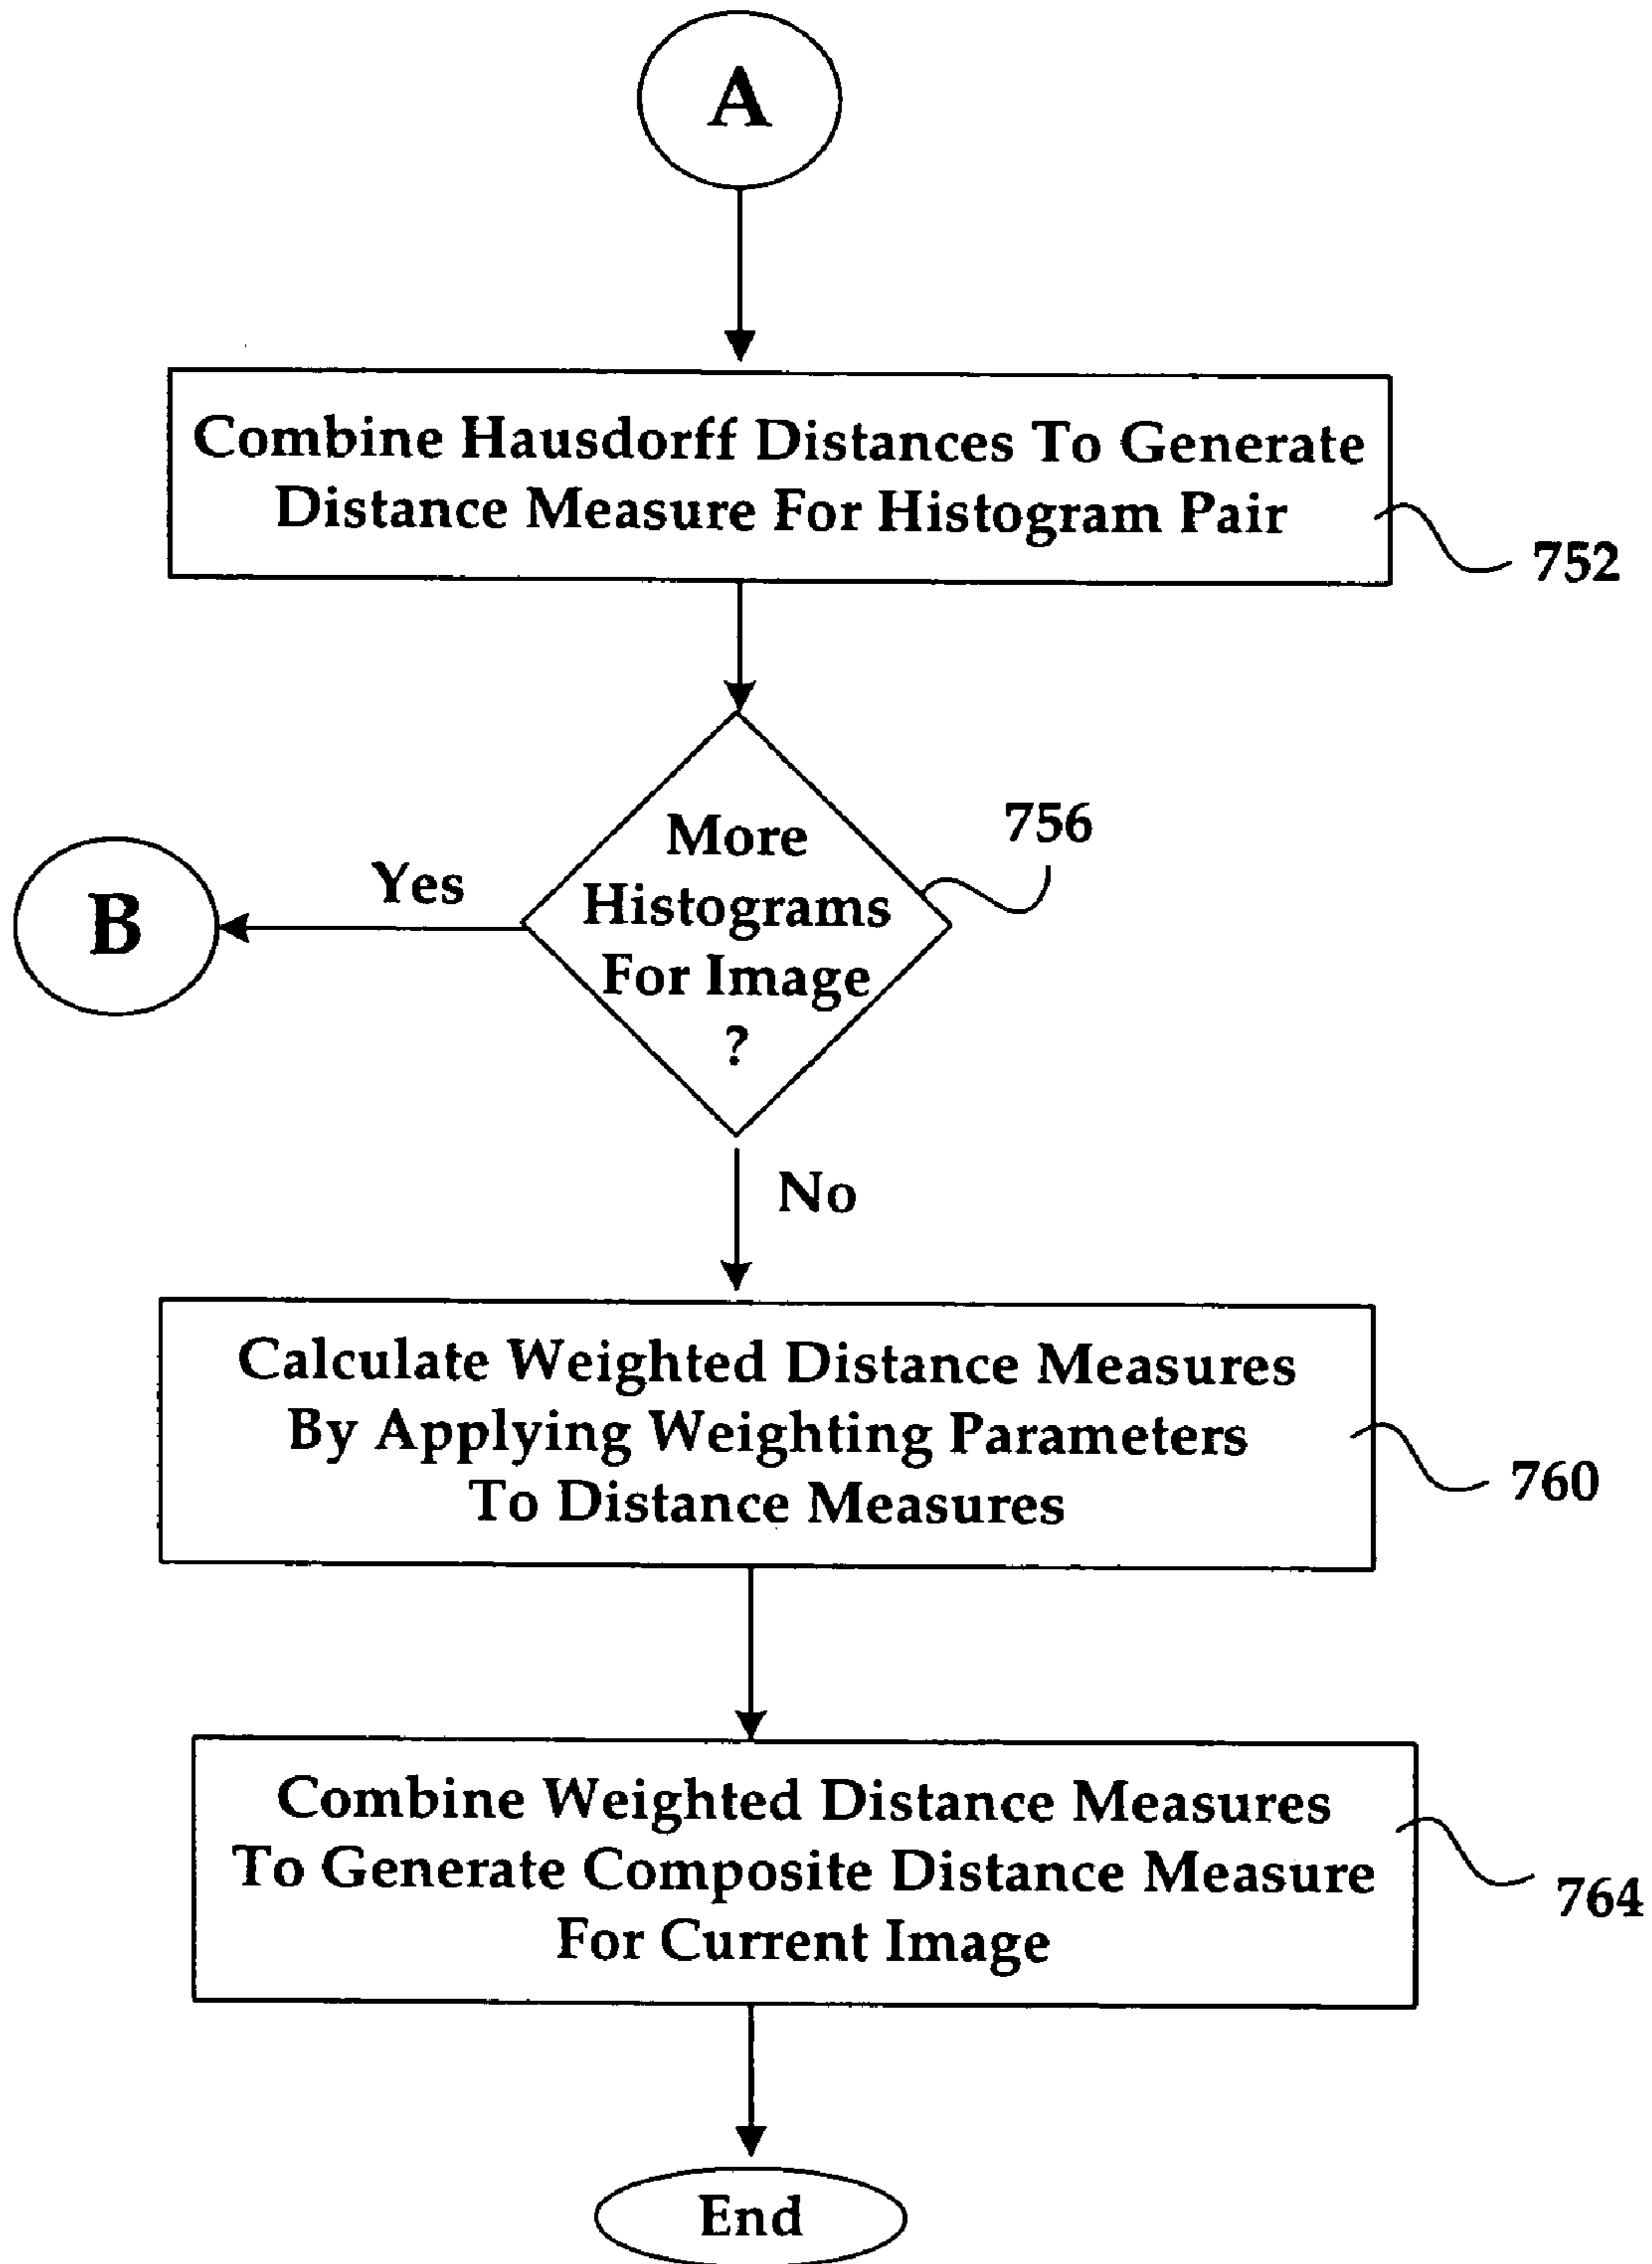 A
Combine Hausdorff Distances To Generate
Distance Measure For Histogram Pair
752
More
Histograms
For Image
?
756
Yes
B
No
Calculate Weighted Distance Measures
By Applying Weighting Parameters
To Distance Measures
760
Combine Weighted Distance Measures
To Generate Composite Distance Measure
For Current Image
764
End